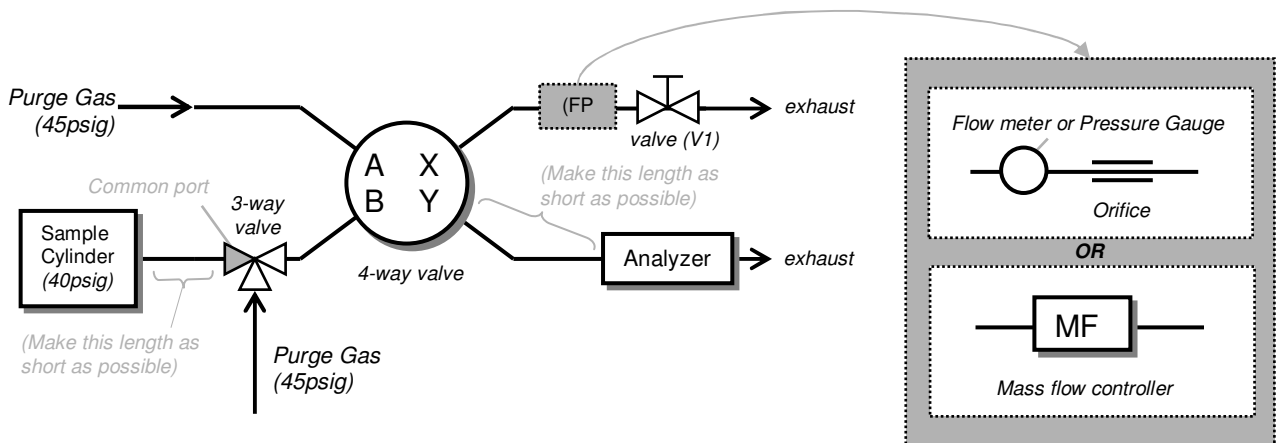 Purge Gas
(45psig)
Common port
3-way
valve
Sample
Cylinder
(40psig)
(Make this length as
short as possible)
Purge Gas
(45psig)
A X
B Y
4-way valve
(FP
valve (V1)
exhaust
(Make this length as
short as possible)
Analyzer
exhaust
Flow meter or Pressure Gauge
Orifice
OR
MF
Mass flow controller